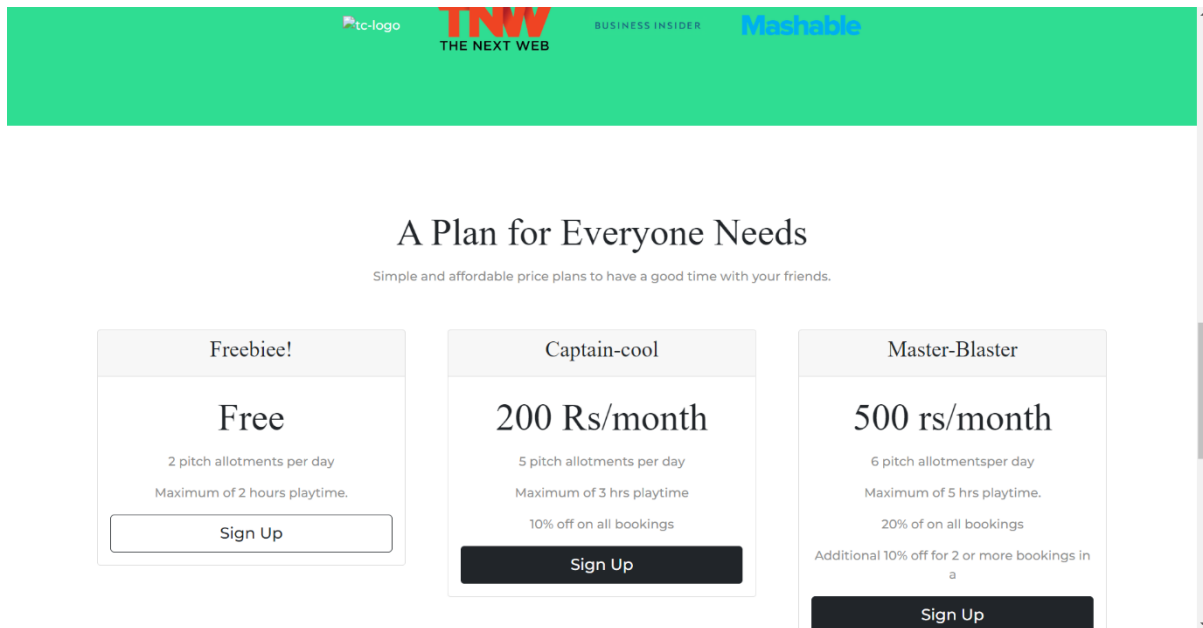 tc-logo
TNW
THE NEXT WEB
BUSINESS INSIDER
Mashable
A Plan for Everyone Needs
Simple and affordable price plans to have a good time with your friends.
Freebiee!
Free
2 pitch allotments per day
Maximum of 2 hours playtime.
Sign Up
Captain-cool
200 Rs/month
5 pitch allotments per day
Maximum of 3 hrs playtime
10% off on all bookings
Sign Up
Master-Blaster
500 rs/month
6 pitch allotmentsper day
Maximum of 5 hrs playtime.
20% of on all bookings
Additional 10% off for 2 or more bookings in
a
Sign Up